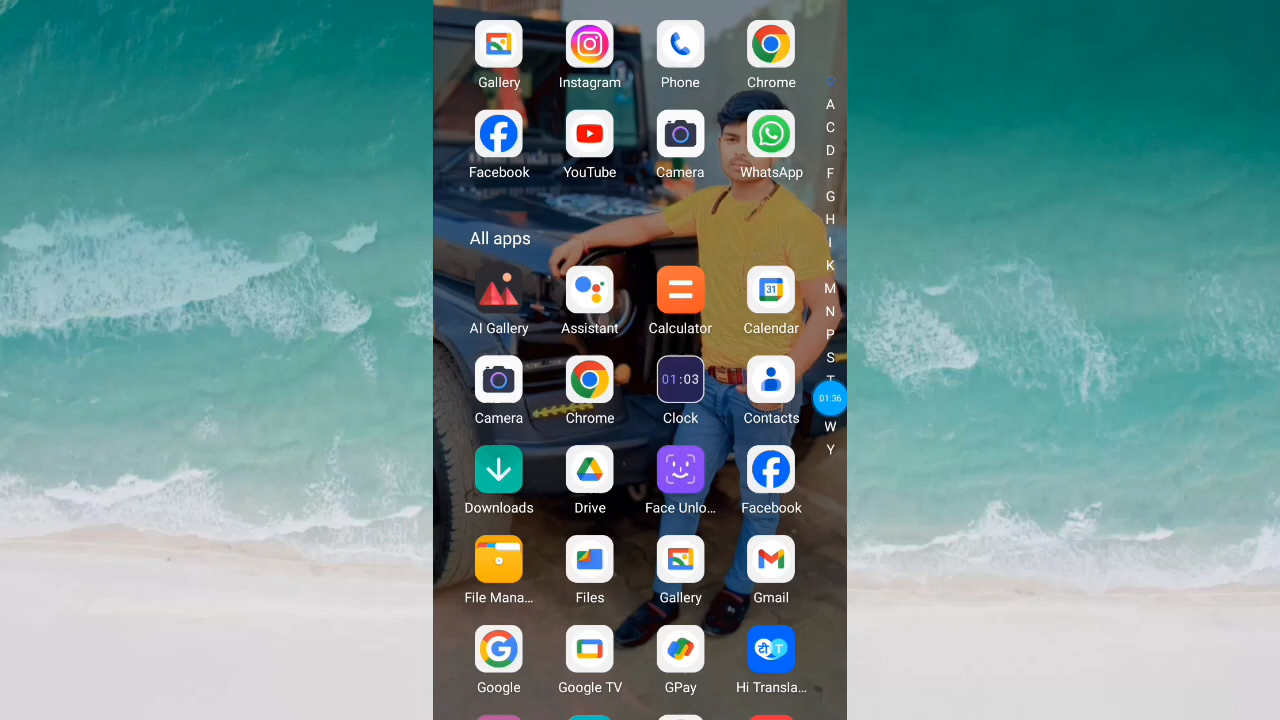 Gallery Instagram Phone Chrome
A
C
Facebook YouTube Camera WhatsApp
D
F
G
H
All apps
I
K
31
M
AI Gallery Assistant Calculator Calendar
N
P
S
T
01:03
01:36
Camera Chrome Clock Contacts
W
Y
Downloads Drive Face Unlo... Facebook
File Mana... Files Gallery Gmail
टी T
Google Google TV GPay Hi Transla...